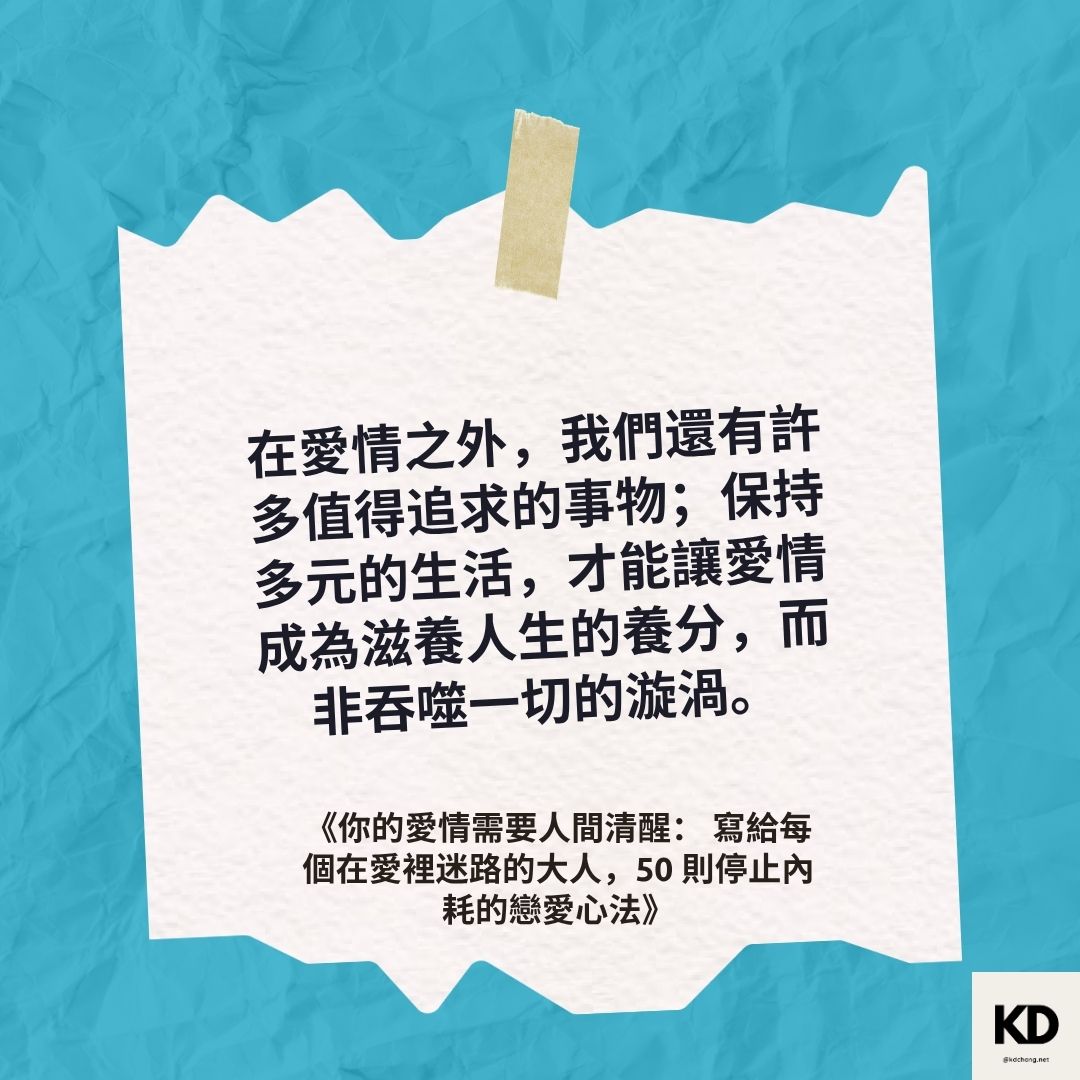 在愛情之外，我們還有許
多值得追求的事物；保持
多元的生活，才能讓愛情
成為滋養人生的養分，而
非吞噬一切的漩渦。
《你的愛情需要人間清醒： 寫給每
個在愛裡迷路的大人，50 則停止內
耗的戀愛心法》
KD
@kdchong.net